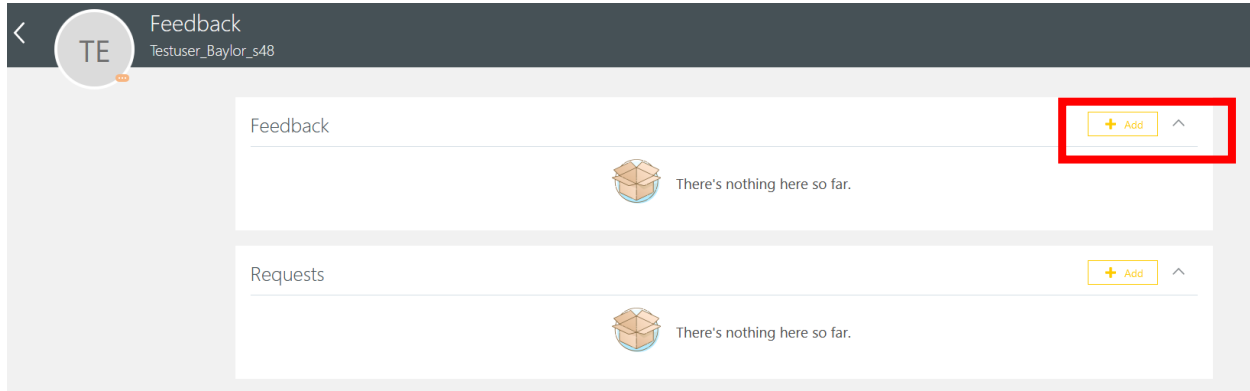 Feedback
TE
Testuser_Baylor_s48
Feedback
+ Add
There's nothing here so far.
Requests
+ Add
There's nothing here so far.